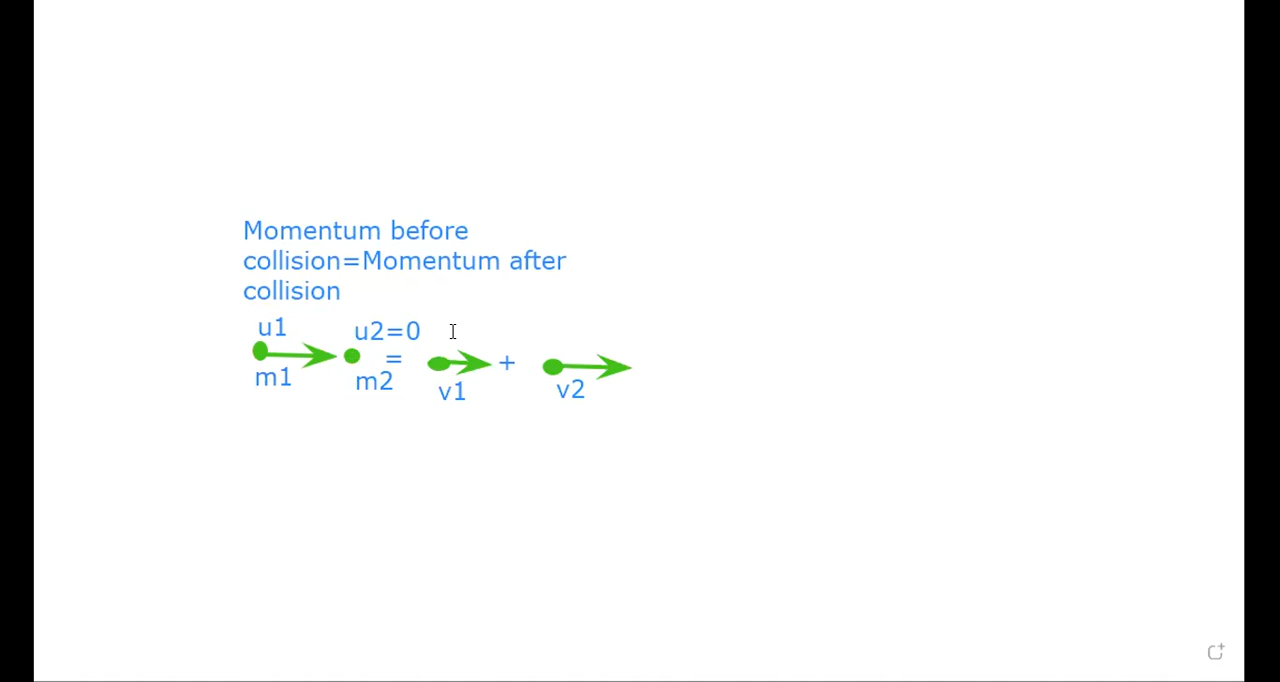 Momentum before
collision=Momentum after
collision
u1 u2=0
= +
m1 m2 v1 v2